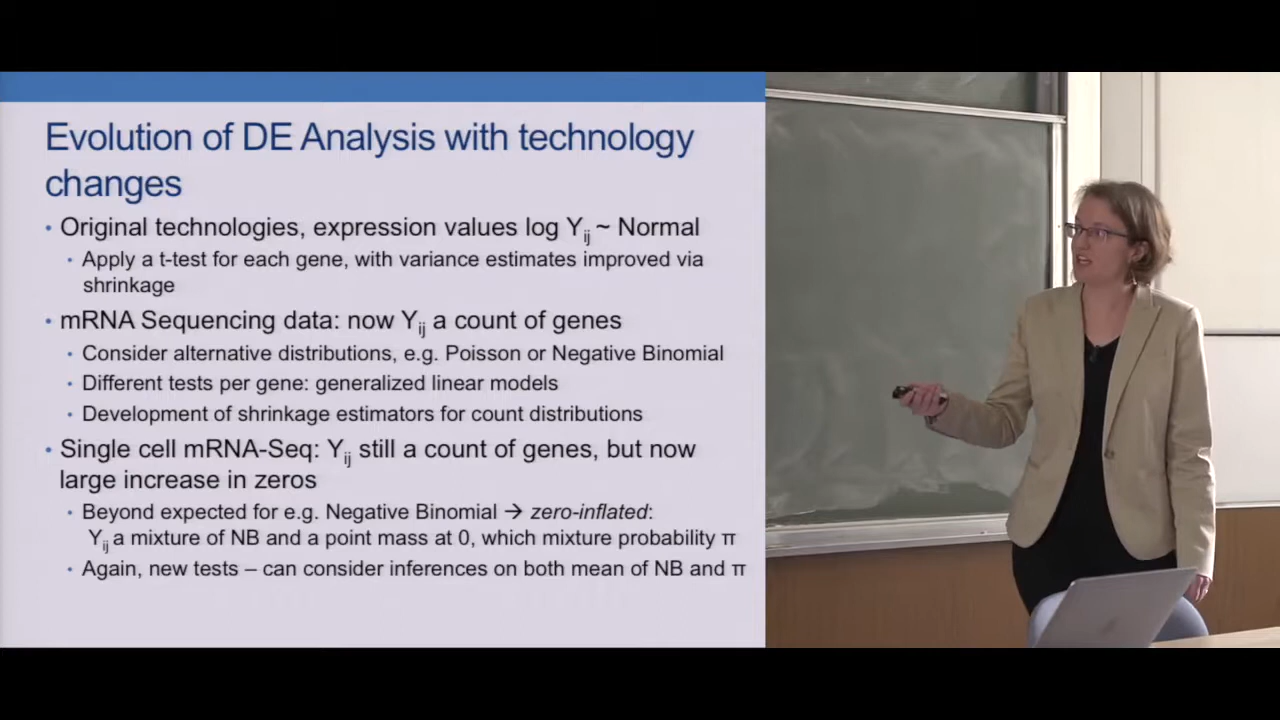 Evolution of DE Analysis with technology
changes
• Original technologies, expression values log Yij ~ Normal
• Apply a t-test for each gene, with variance estimates improved via
shrinkage
• mRNA Sequencing data: now Yij a count of genes
• Consider alternative distributions, e.g. Poisson or Negative Binomial
• Different tests per gene: generalized linear models
• Development of shrinkage estimators for count distributions
• Single cell mRNA-Seq: Yij still a count of genes, but now
large increase in zeros
• Beyond expected for e.g. Negative Binomial → zero-inflated:
Yij a mixture of NB and a point mass at 0, which mixture probability π
• Again, new tests – can consider inferences on both mean of NB and π